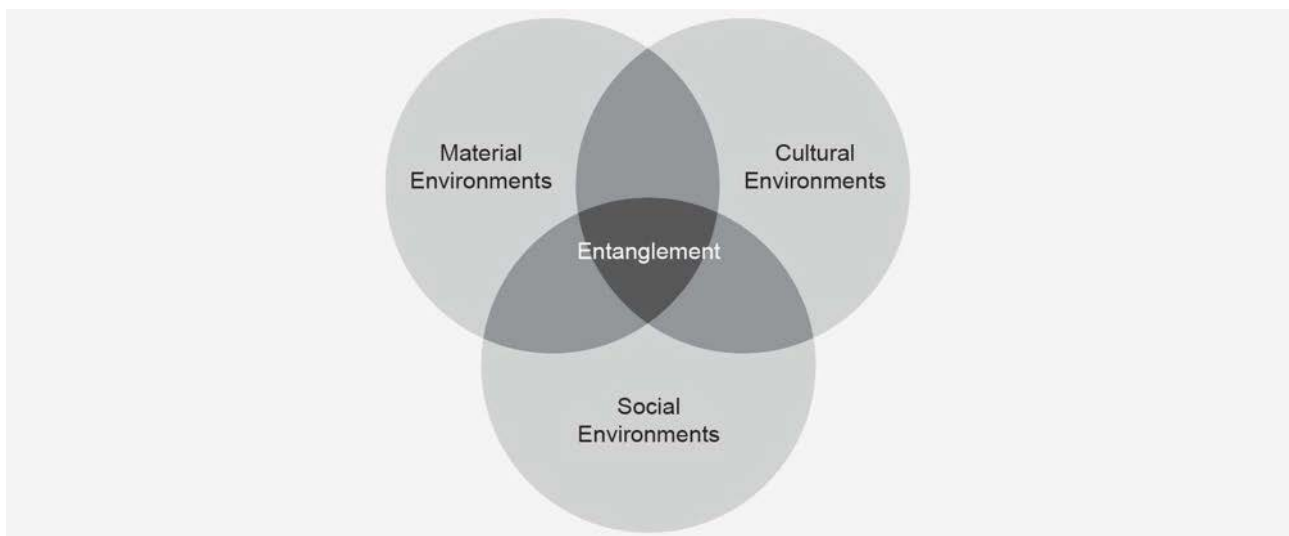 Material
Environments
Cultural
Environments
Entanglement
Social
Environments